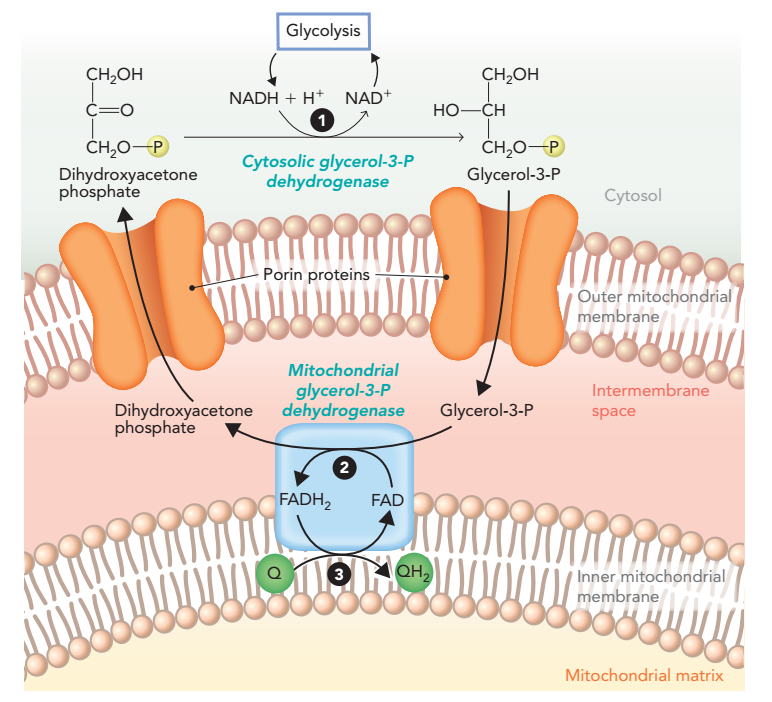 Glycolysis
CH₂OH
C=O
CH₂O—P
Dihydroxyacetone
phosphate
NADH + H⁺
NAD⁺
1
Cytosolic glycerol-3-P
dehydrogenase
CH₂OH
HO—CH
CH₂O—P
Glycerol-3-P
Cytosol
Porin proteins
Outer mitochondrial
membrane
Mitochondrial
glycerol-3-P
dehydrogenase
Intermembrane
space
Dihydroxyacetone
phosphate
Glycerol-3-P
2
FADH₂
FAD
Q
3
QH₂
Inner mitochondrial
membrane
Mitochondrial matrix